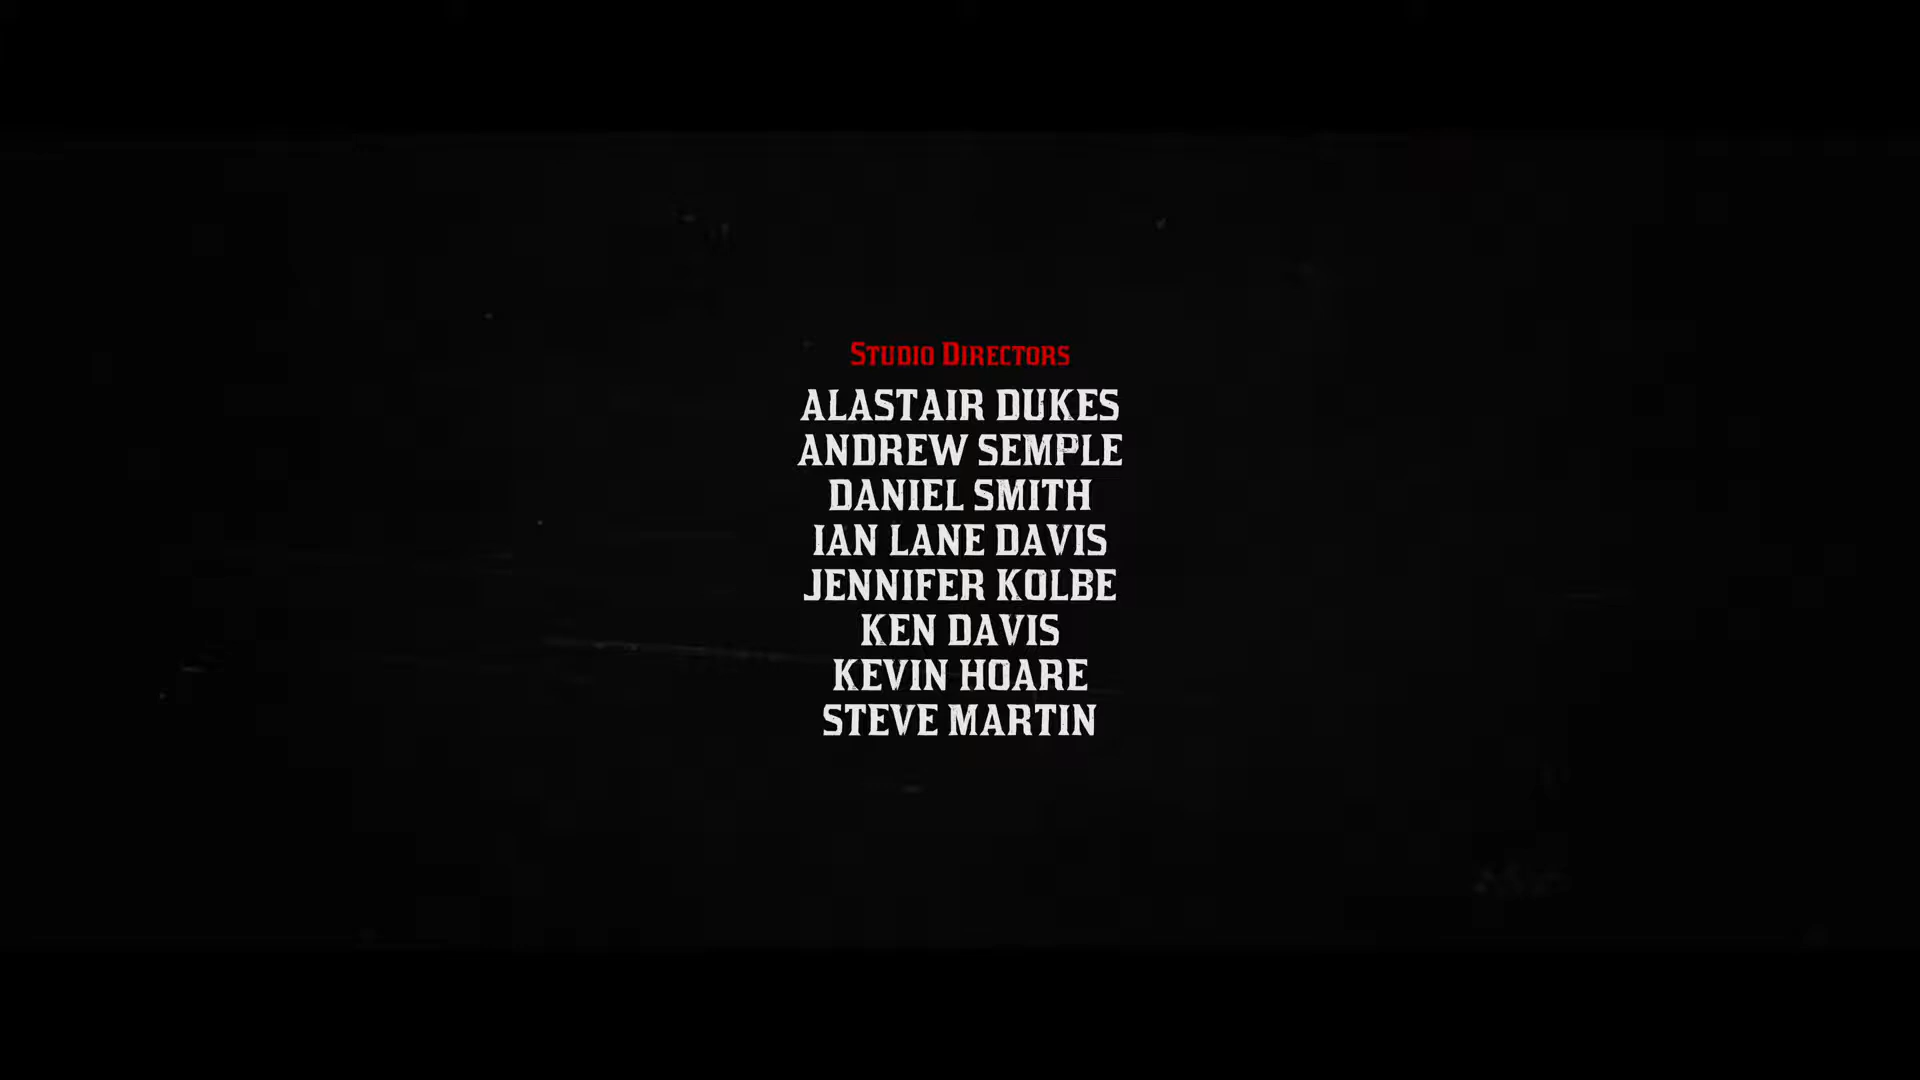 Studio Directors
ALASTAIR DUKES
ANDREW SEMPLE
DANIEL SMITH
IAN LANE DAVIS
JENNIFER KOLBE
KEN DAVIS
KEVIN HOARE
STEVE MARTIN